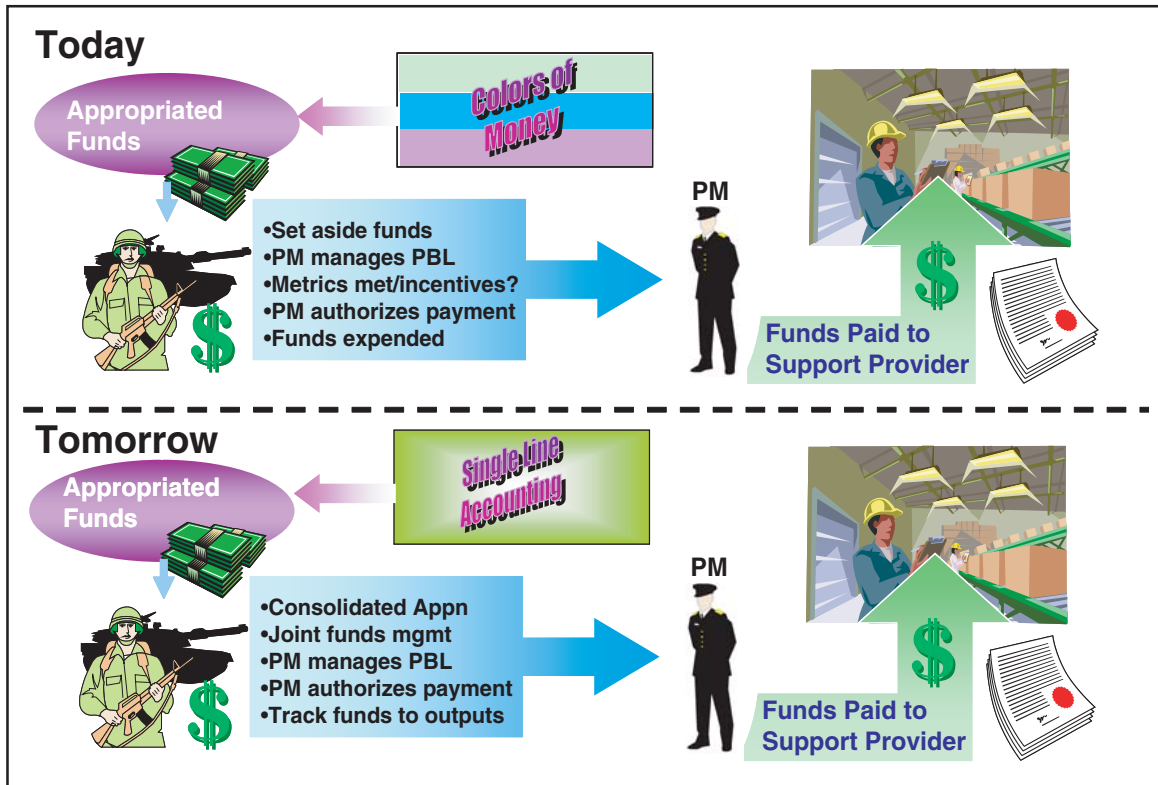 Today
Appropriated
Funds
Colors of
Money
•Set aside funds
•PM manages PBL
•Metrics met/incentives?
•PM authorizes payment
•Funds expended
PM
$
$
Funds Paid to
Support Provider
Tomorrow
Appropriated
Funds
Single Line
Accounting
•Consolidated Appn
•Joint funds mgmt
•PM manages PBL
•PM authorizes payment
•Track funds to outputs
PM
$
$
Funds Paid to
Support Provider